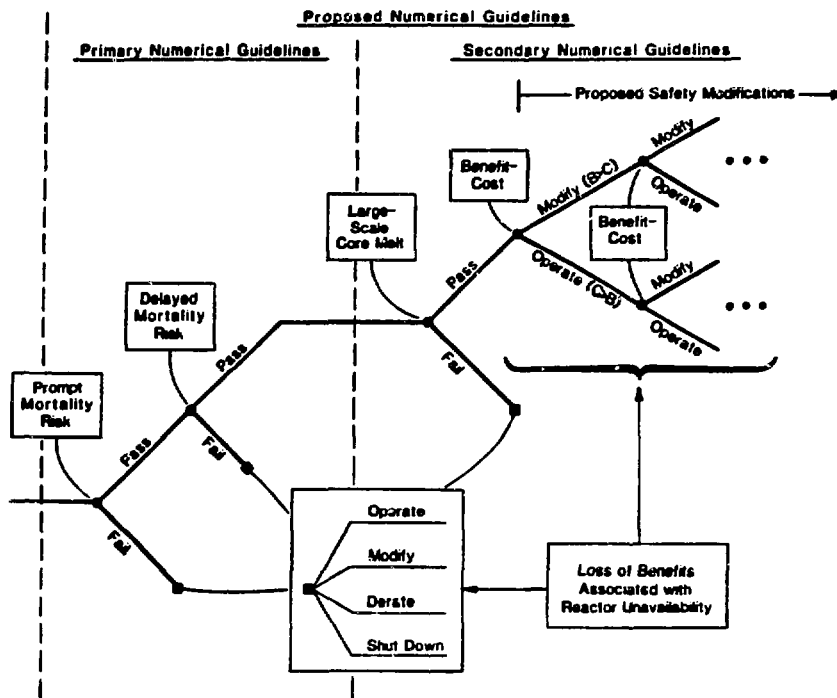 Proposed Numerical Guidelines
Primary Numerical Guidelines
Secondary Numerical Guidelines
Proposed Safety Modifications
Modify
Benefit-
Cost
Modify (B>C)
Operate
Large-
Scale
Core Melt
Benefit-
Cost
Pass
Operate (C>B)
Modify
Delayed
Mortality
Risk
Pass
Fail
Operate
Prompt
Mortality
Risk
Pass
Fail
Fail
Operate
Modify
Derate
Shut Down
Loss of Benefits
Associated with
Reactor Unavailability